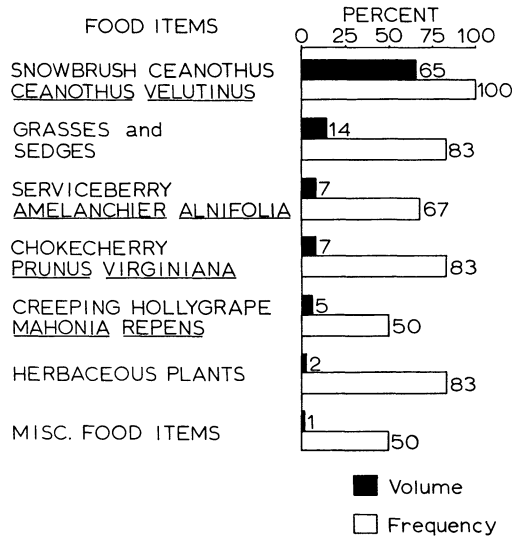 PERCENT
FOOD ITEMS
0 25 50 75 100
SNOWBRUSH CEANOTHUS 65
CEANOTHUS VELUTINUS 100
GRASSES and 14
SEDGES 83
SERVICEBERRY 7
AMELANCHIER ALNIFOLIA 67
CHOKECHERRY 7
PRUNUS VIRGINIANA 83
CREEPING HOLLYGRAPE 5
MAHONIA REPENS 50
2
HERBACEOUS PLANTS 83
1
MISC. FOOD ITEMS 50
Volume
Frequency